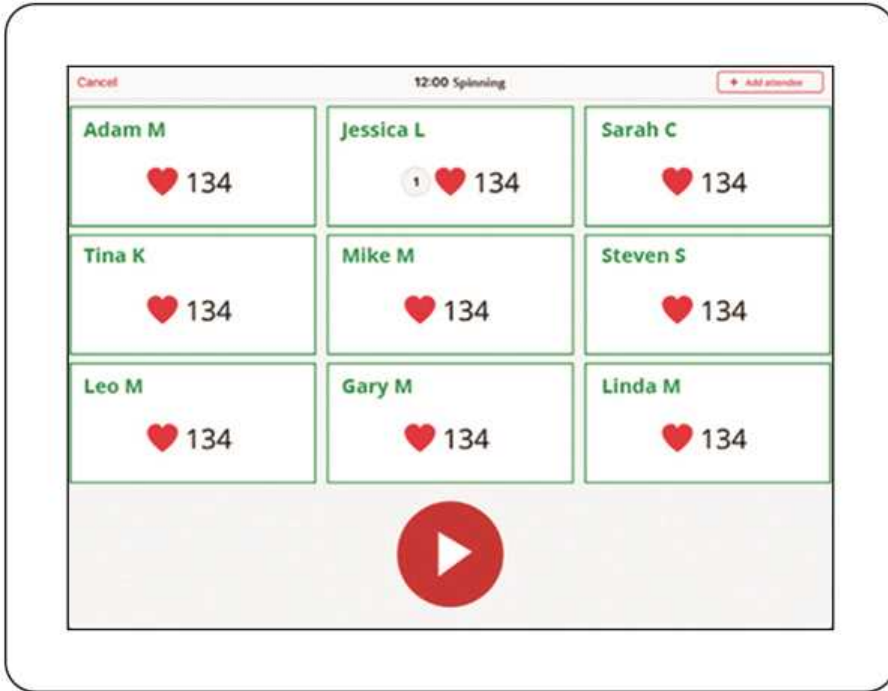 Cancel 12:00 Spinning + Add attendee
Adam M Jessica L Sarah C
134 1 134 134
Tina K Mike M Steven S
134 134 134
Leo M Gary M Linda M
134 134 134